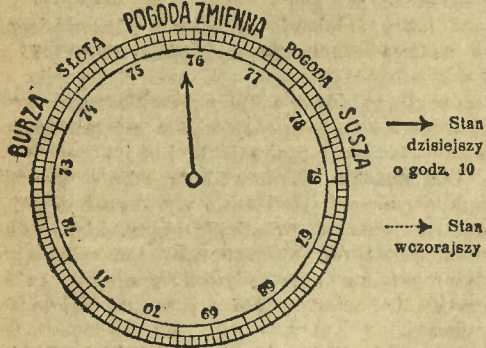 POGODA ZMIENNA
SŁOTA
POGODA
BURZA
SUSZA
76
75
77
74
78
73
79
72
67
71
68
70
69
Stan
dzisiejszy
o godz. 10
Stan
wczorajszy